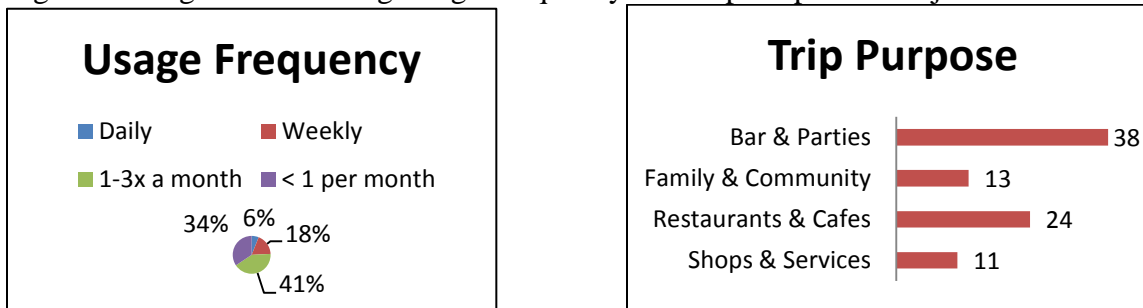 Usage Frequency
Daily
Weekly
1-3x a month
< 1 per month
34%
6%
18%
41%
Trip Purpose
Bar & Parties 38
Family & Community 13
Restaurants & Cafes 24
Shops & Services 11